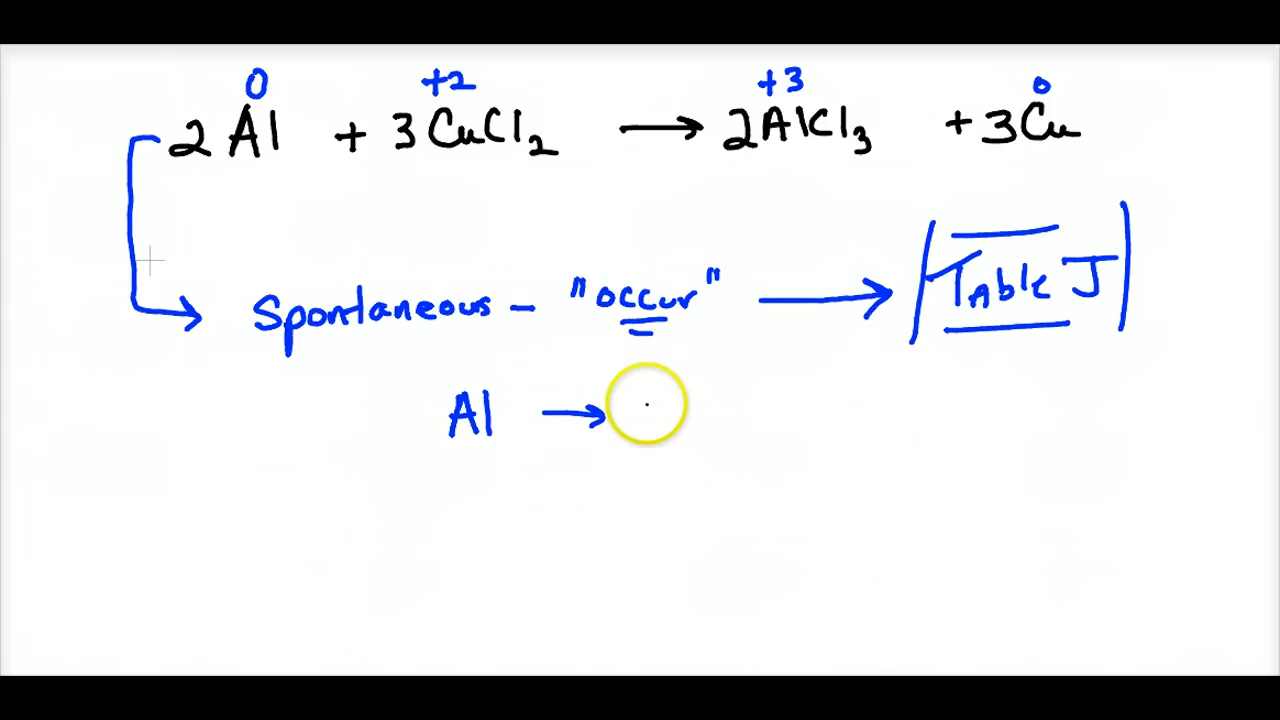 0 +2 +3 0
2Al + 3CuCl2 → 2AlCl3 + 3Cu
Spontaneous - "occur" → |Table J|
Al →